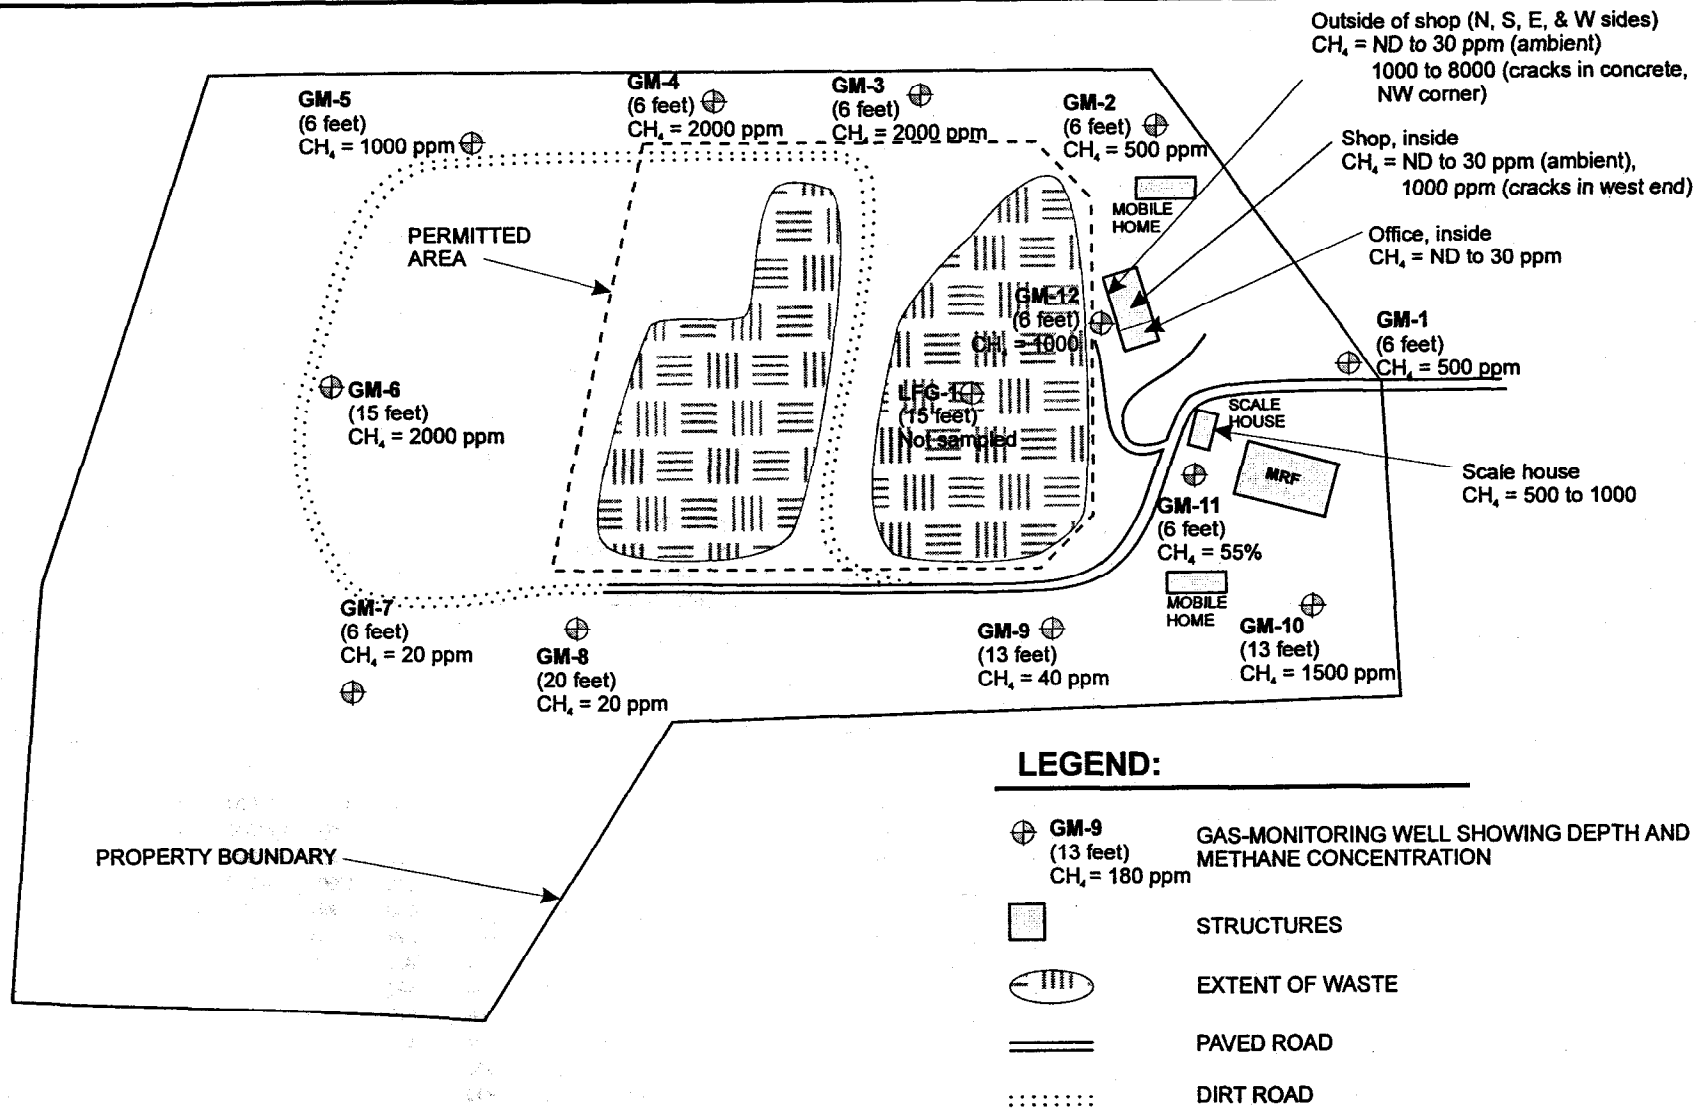 Outside of shop (N, S, E, & W sides)
CH₄ = ND to 30 ppm (ambient)
1000 to 8000 (cracks in concrete,
NW corner)
Shop, inside
CH₄ = ND to 30 ppm (ambient),
1000 ppm (cracks in west end)
Office, inside
CH₄ = ND to 30 ppm
GM-5
(6 feet)
CH₄ = 1000 ppm
GM-4
(6 feet)
CH₄ = 2000 ppm
GM-3
(6 feet)
CH₄ = 2000 ppm
GM-2
(6 feet)
CH₄ = 500 ppm
MOBILE
HOME
PERMITTED
AREA
GM-12
(6 feet)
CH₄ = 1000
GM-1
(6 feet)
CH₄ = 500 ppm
GM-6
(15 feet)
CH₄ = 2000 ppm
LFG-1
(15 feet)
Not sampled
SCALE
HOUSE
MRF
Scale house
CH₄ = 500 to 1000
GM-11
(6 feet)
CH₄ = 55%
MOBILE
HOME
GM-7
(6 feet)
CH₄ = 20 ppm
GM-8
(20 feet)
CH₄ = 20 ppm
GM-9
(13 feet)
CH₄ = 40 ppm
GM-10
(13 feet)
CH₄ = 1500 ppm
PROPERTY BOUNDARY
LEGEND:
GM-9
(13 feet)
CH₄ = 180 ppm
GAS-MONITORING WELL SHOWING DEPTH AND
METHANE CONCENTRATION
STRUCTURES
EXTENT OF WASTE
PAVED ROAD
DIRT ROAD